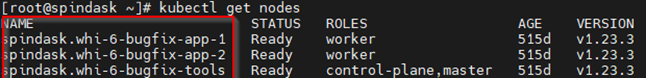 [root@spindask ~]# kubectl get nodes
NAME STATUS ROLES AGE VERSION
spindask.whi-6-bugfix-app-1 Ready worker 515d v1.23.3
spindask.whi-6-bugfix-app-2 Ready worker 515d v1.23.3
spindask.whi-6-bugfix-tools Ready control-plane,master 515d v1.23.3